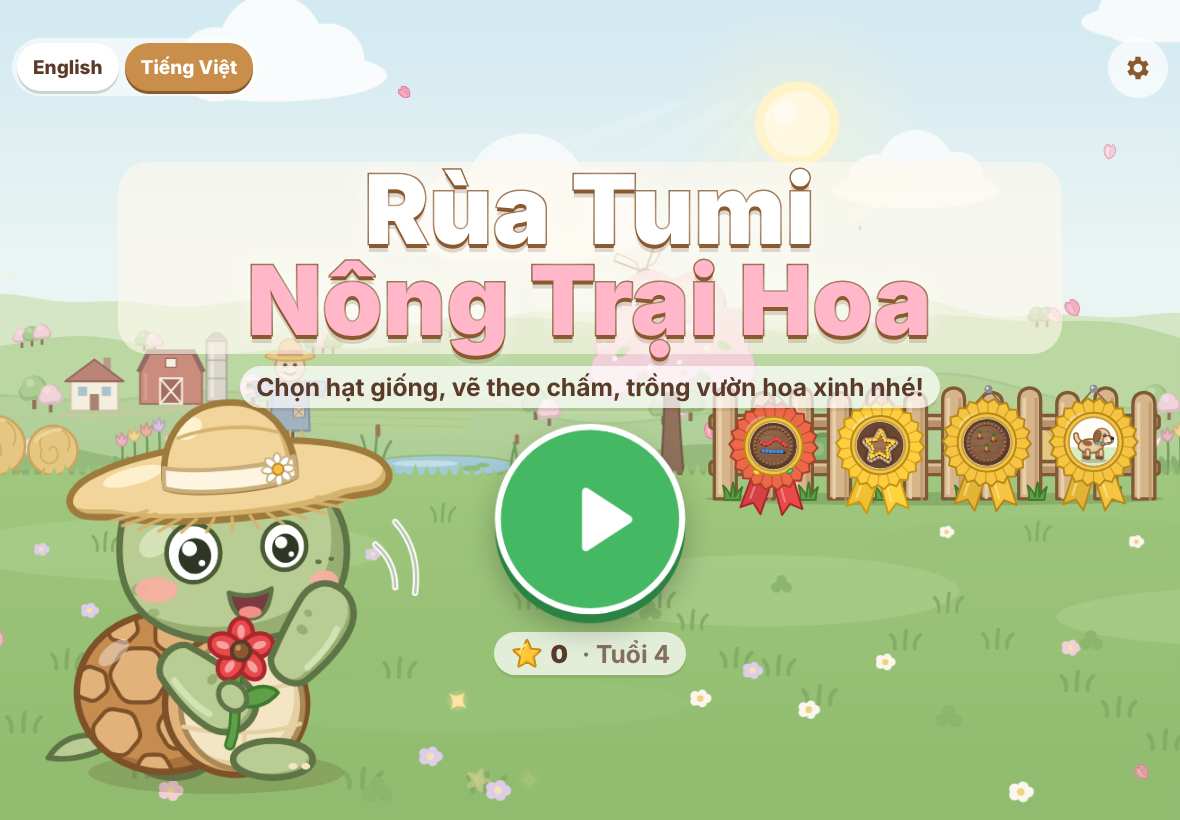 English
Tiếng Việt
Rùa Tumi
Nông Trại Hoa
Chọn hạt giống, vẽ theo chấm, trồng vườn hoa xinh nhé!
0 · Tuổi 4